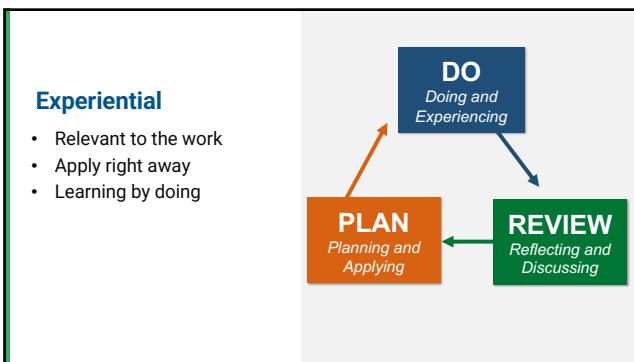 Experiential
• Relevant to the work
• Apply right away
• Learning by doing
DO
Doing and
Experiencing
PLAN
Planning and
Applying
REVIEW
Reflecting and
Discussing